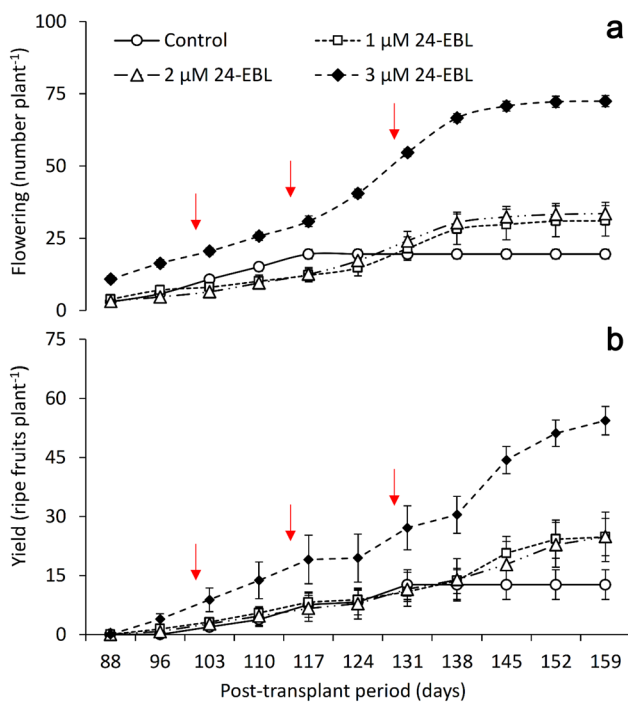 a
Control
1 µM 24-EBL
2 µM 24-EBL
3 µM 24-EBL
Flowering (number plant⁻¹)
100
75
50
25
0
b
Yield (ripe fruits plant⁻¹)
75
60
45
30
15
0
88 96 103 110 117 124 131 138 145 152 159
Post-transplant period (days)